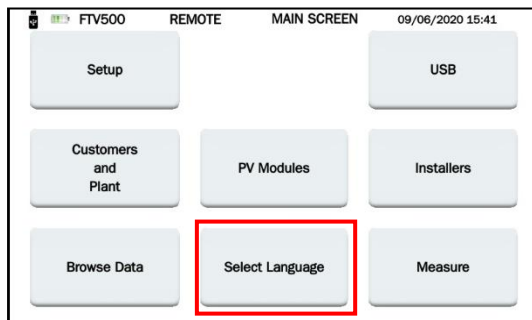 FTV500 REMOTE MAIN SCREEN 09/06/2020 15:41
Setup
USB
Customers
and
Plant
PV Modules
Installers
Browse Data
Select Language
Measure